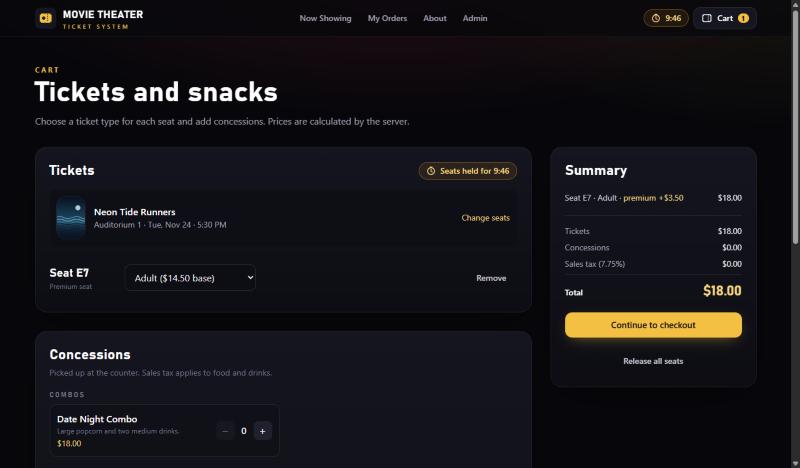 MOVIE THEATER
TICKET SYSTEM
Now Showing
My Orders
About
Admin
9:46
Cart 1
CART
Tickets and snacks
Choose a ticket type for each seat and add concessions. Prices are calculated by the server.
Tickets
Seats held for 9:46
Neon Tide Runners
Auditorium 1 · Tue, Nov 24 · 5:30 PM
Change seats
Seat E7
Premium seat
Adult ($14.50 base)
Remove
Concessions
Picked up at the counter. Sales tax applies to food and drinks.
COMBOS
Date Night Combo
Large popcorn and two medium drinks.
$18.00
− 0 +
Summary
Seat E7 · Adult · premium +$3.50 $18.00
Tickets $18.00
Concessions $0.00
Sales tax (7.75%) $0.00
Total $18.00
Continue to checkout
Release all seats